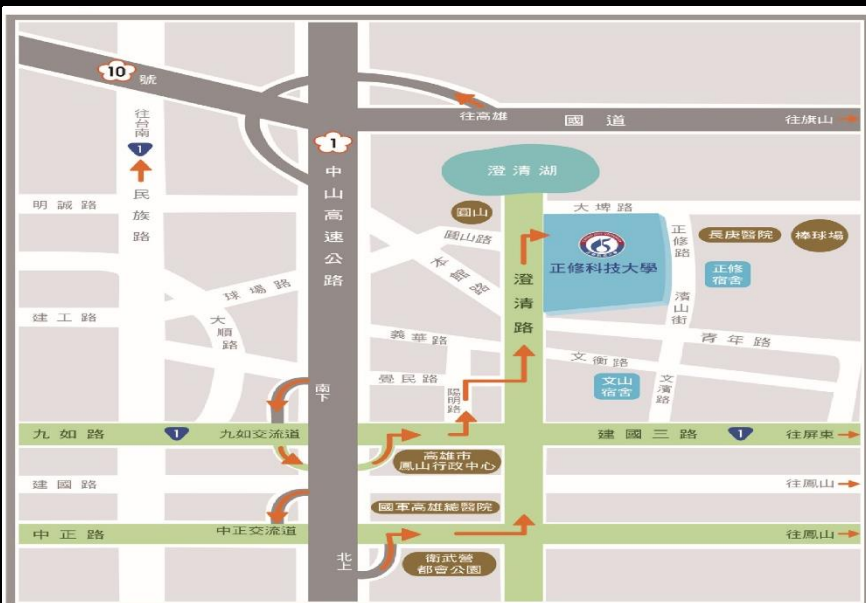 10
號
往高雄
國道
往旗山
往台南
1
民族路
1
中山高速公路
澄清湖
圓山
圓山路
大埤路
明誠路
正修科技大學
正修路
長庚醫院
棒球場
正修
宿舍
本館路
澄清路
濱山街
球場路
大順路
建工路
義華路
青年路
文衡路
覺民路
陽明路
文山
宿舍
文濱路
南下
九如路
1
九如交流道
建國三路
1
往屏東
高雄市
鳳山行政中心
建國路
往鳳山
國軍高雄總醫院
中正路
中正交流道
往鳳山
北上
衛武營
都會公園